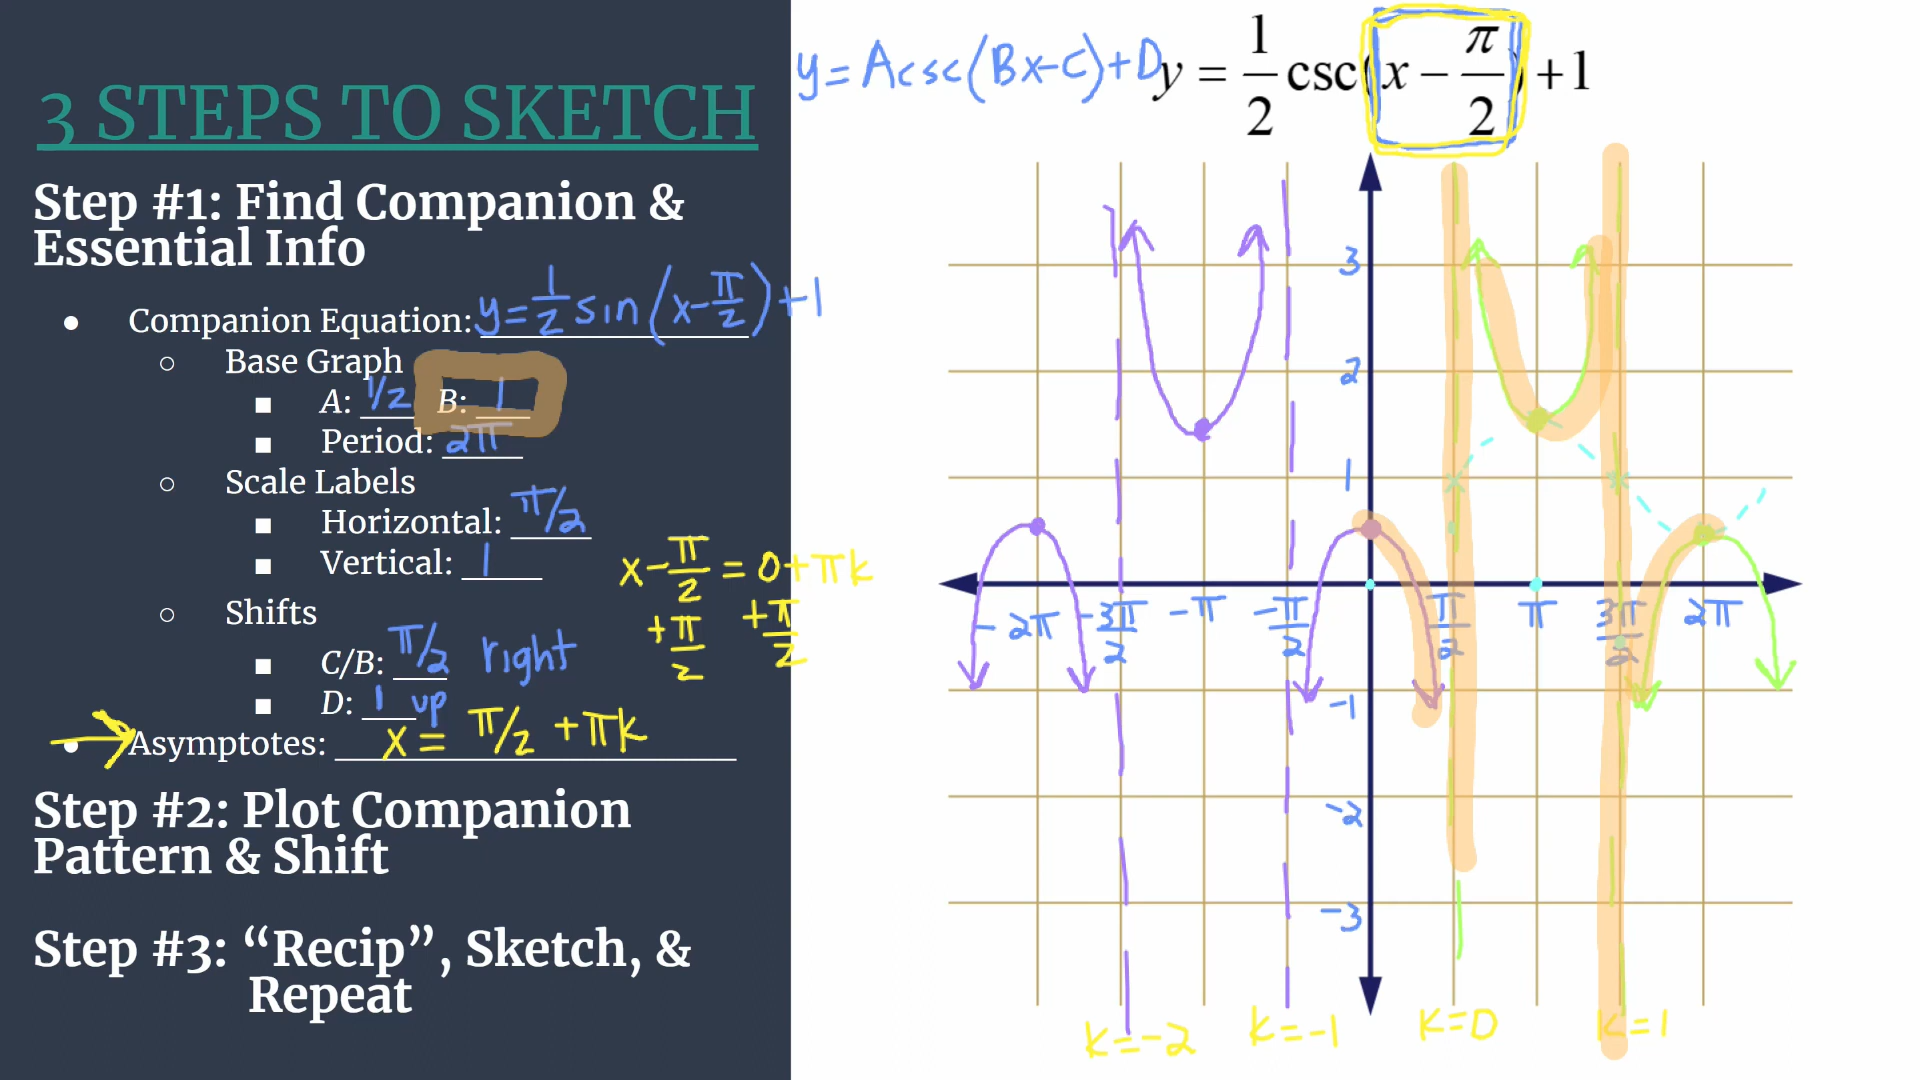 3 STEPS TO SKETCH
Step #1: Find Companion &
Essential Info
● Companion Equation: y = 1/2 sin (x - π/2) + 1
○ Base Graph
■ A: 1/2 B: 1
■ Period: 2π
○ Scale Labels
■ Horizontal: π/2
■ Vertical: 1
○ Shifts
■ C/B: π/2 right
■ D: 1 up
● Asymptotes: x = π/2 + πk
x - π/2 = 0 + πk
+ π/2 + π/2
Step #2: Plot Companion
Pattern & Shift
Step #3: “Recip”, Sketch, &
Repeat
y = A csc (Bx - C) + D
y = 1/2 csc(x − π/2) + 1
3
2
1
-2π -3π/2 -π -π/2 π/2 π 3π/2 2π
-1
-2
-3
k=-2 k=-1 k=0 k=1